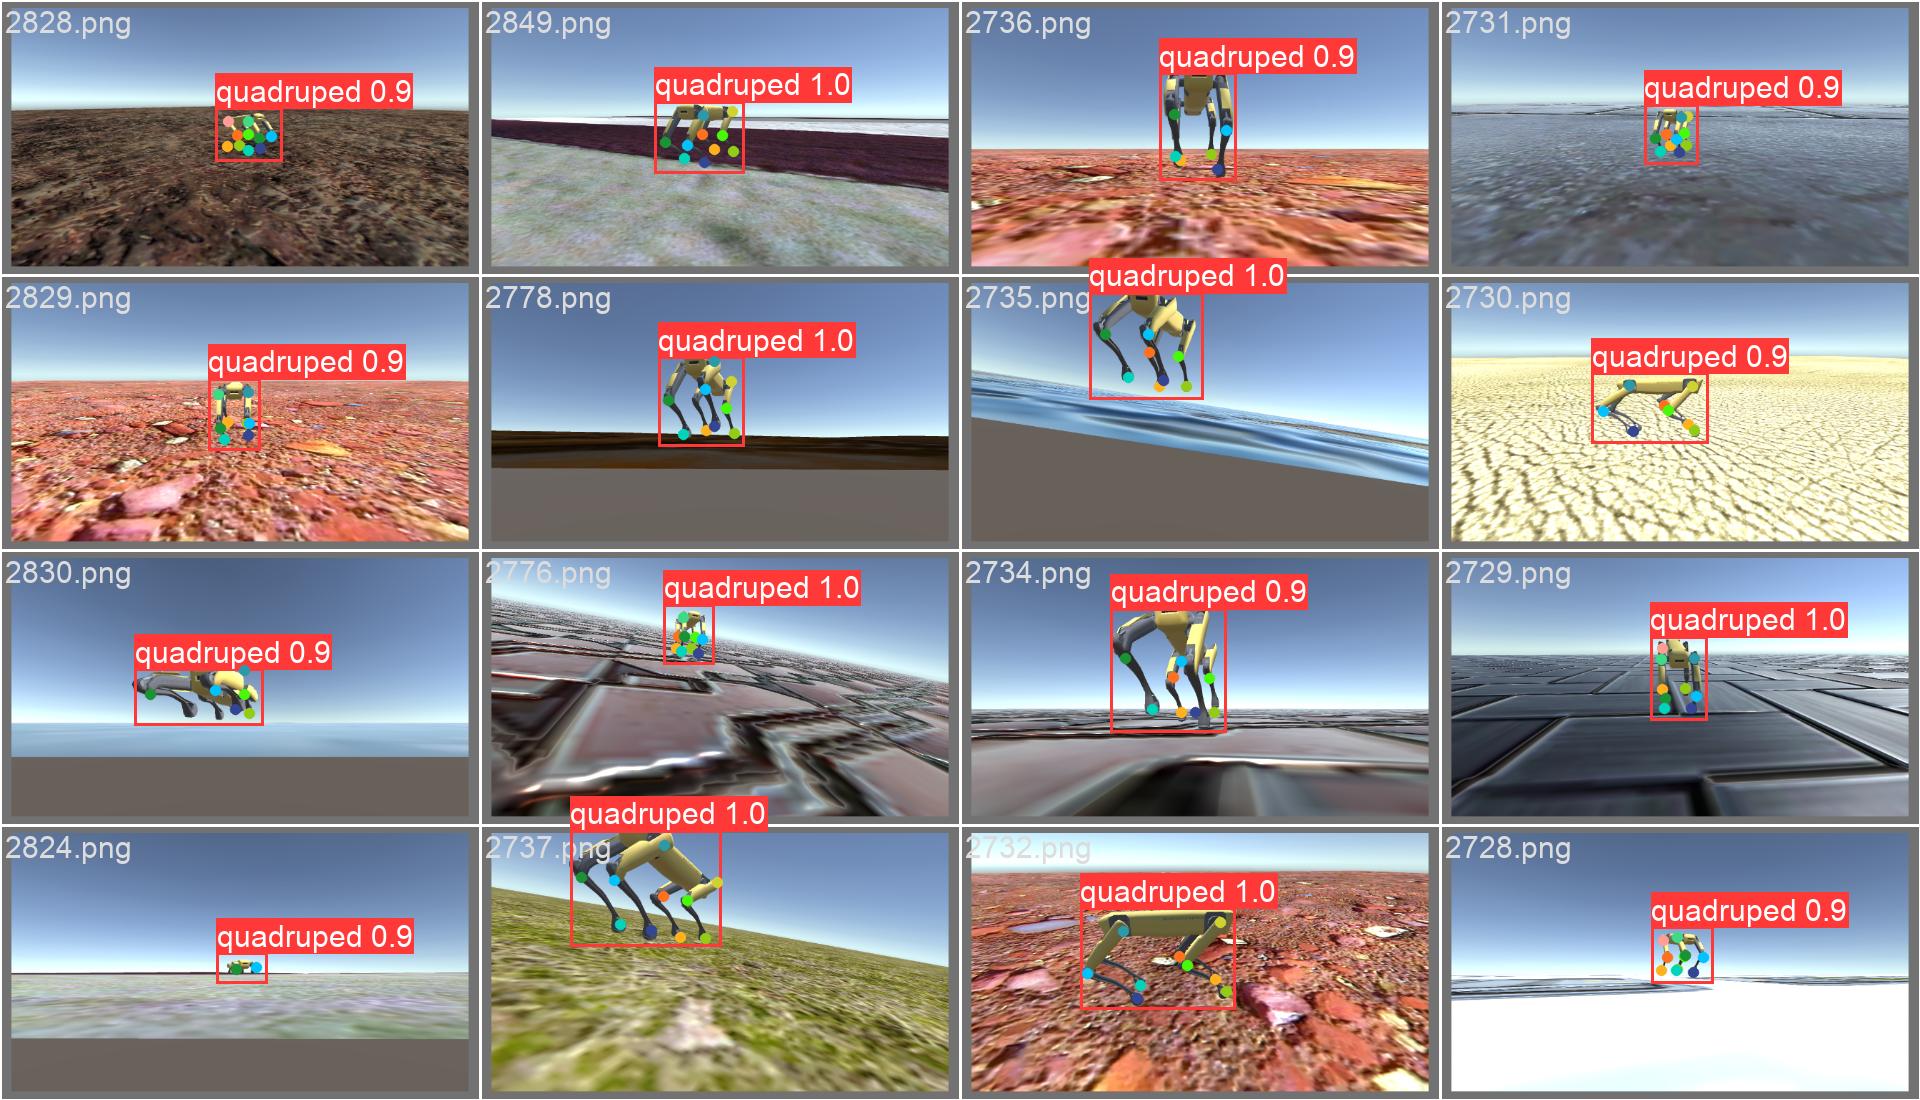 2828.png
quadruped 0.9
2849.png
quadruped 1.0
2736.png
quadruped 0.9
2731.png
quadruped 0.9
2829.png
quadruped 0.9
2778.png
quadruped 1.0
2735.png
quadruped 1.0
2730.png
quadruped 0.9
2830.png
quadruped 0.9
2776.png
quadruped 1.0
2734.png
quadruped 0.9
2729.png
quadruped 1.0
2824.png
quadruped 0.9
2737.png
quadruped 1.0
2732.png
quadruped 1.0
2728.png
quadruped 0.9